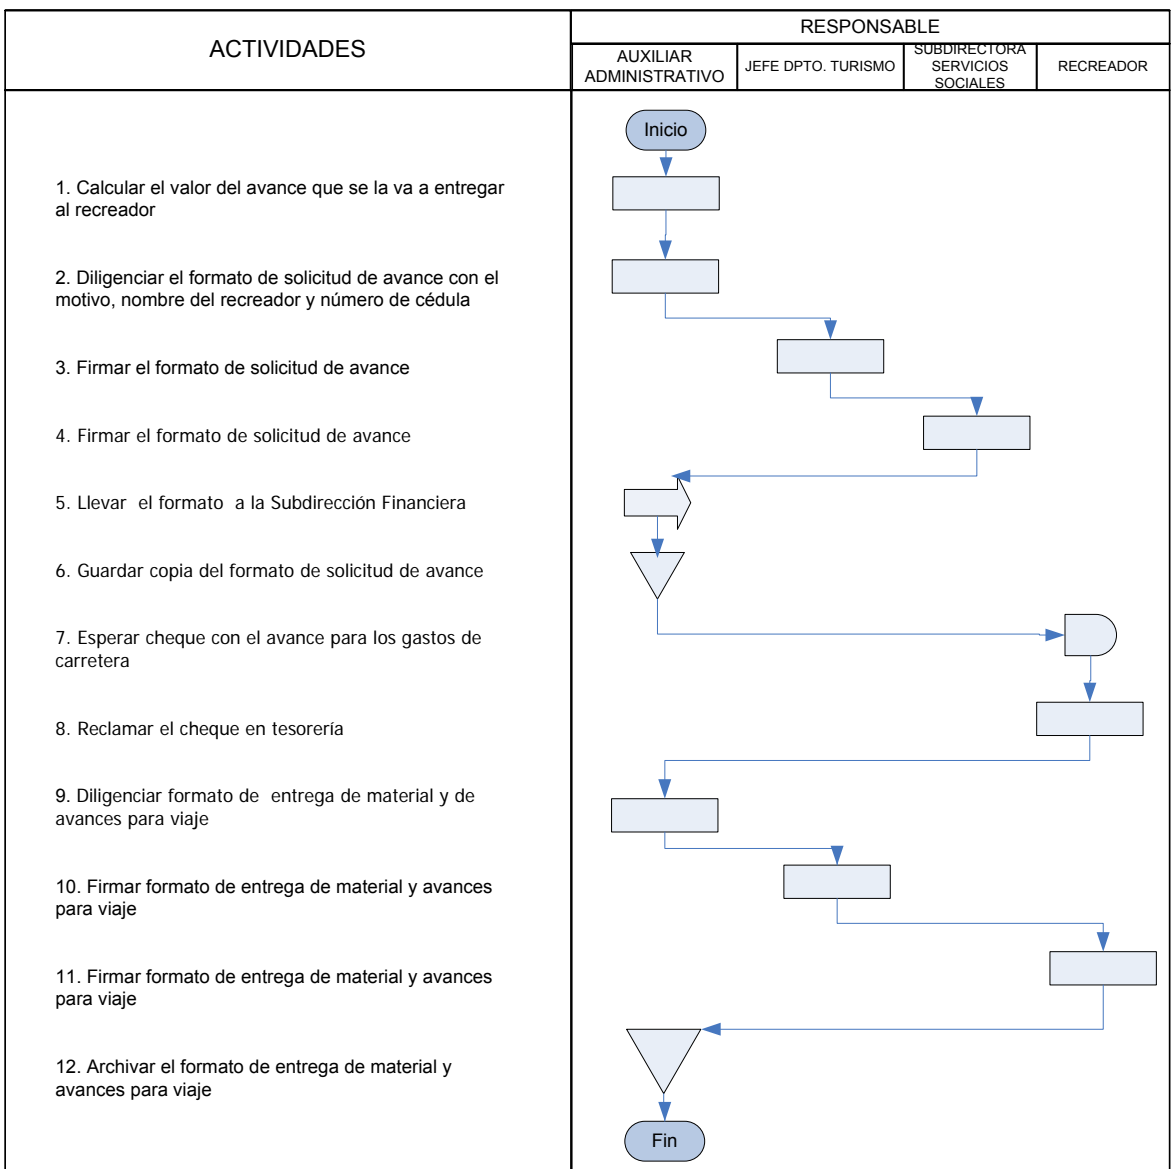 ACTIVIDADES
RESPONSABLE
AUXILIAR
ADMINISTRATIVO
JEFE DPTO. TURISMO
SUBDIRECTORA
SERVICIOS
SOCIALES
RECREADOR
Inicio
1. Calcular el valor del avance que se la va a entregar
al recreador
2. Diligenciar el formato de solicitud de avance con el
motivo, nombre del recreador y número de cédula
3. Firmar el formato de solicitud de avance
4. Firmar el formato de solicitud de avance
5. Llevar el formato a la Subdirección Financiera
6. Guardar copia del formato de solicitud de avance
7. Esperar cheque con el avance para los gastos de
carretera
8. Reclamar el cheque en tesorería
9. Diligenciar formato de entrega de material y de
avances para viaje
10. Firmar formato de entrega de material y avances
para viaje
11. Firmar formato de entrega de material y avances
para viaje
12. Archivar el formato de entrega de material y
avances para viaje
Fin